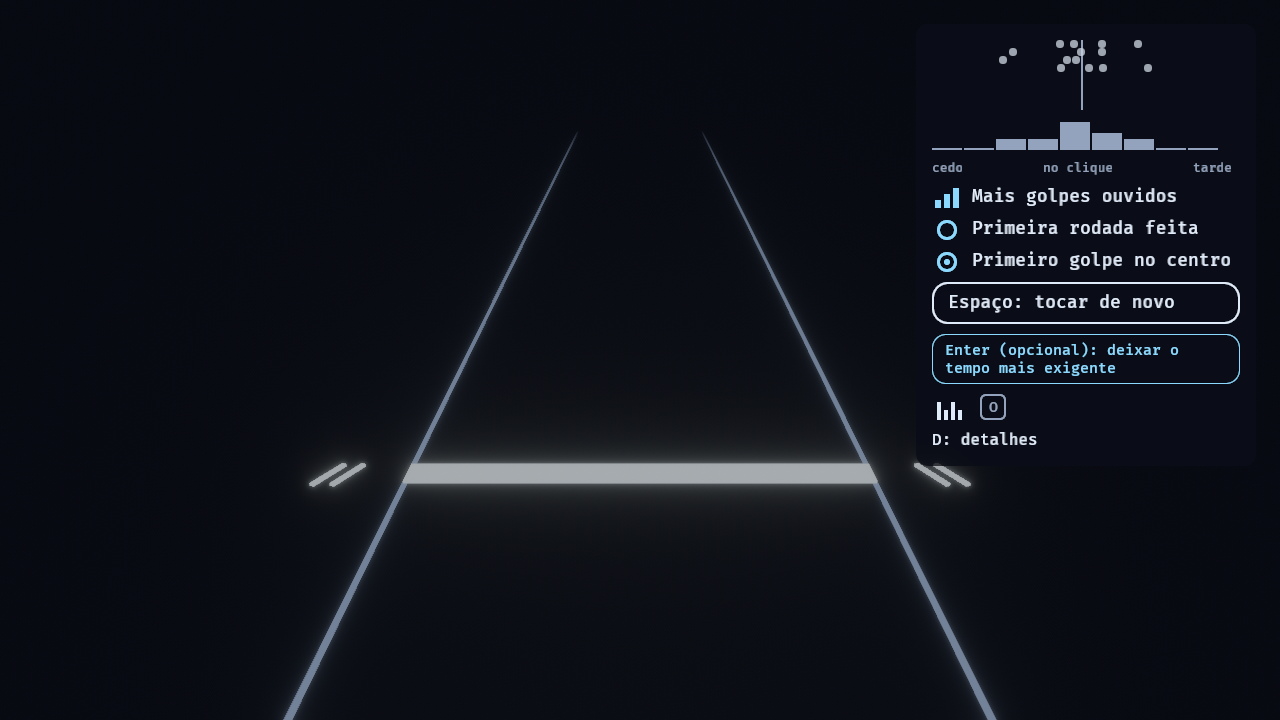 cedo no clique tarde
Mais golpes ouvidos
Primeira rodada feita
Primeiro golpe no centro
Espaço: tocar de novo
Enter (opcional): deixar o
tempo mais exigente
O
D: detalhes